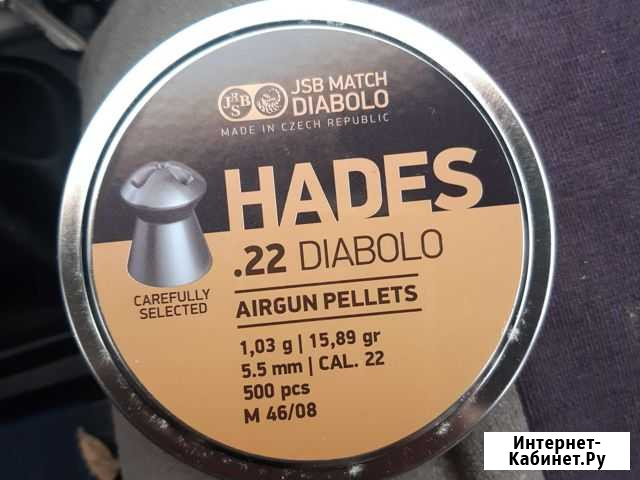 JSB
JSB MATCH
DIABOLO
MADE IN CZECH REPUBLIC
HADES
.22 DIABOLO
CAREFULLY
SELECTED
AIRGUN PELLETS
1,03 g | 15,89 gr
5.5 mm | CAL. 22
500 pcs
M 46/08
Интернет-
Кабинет.Ру